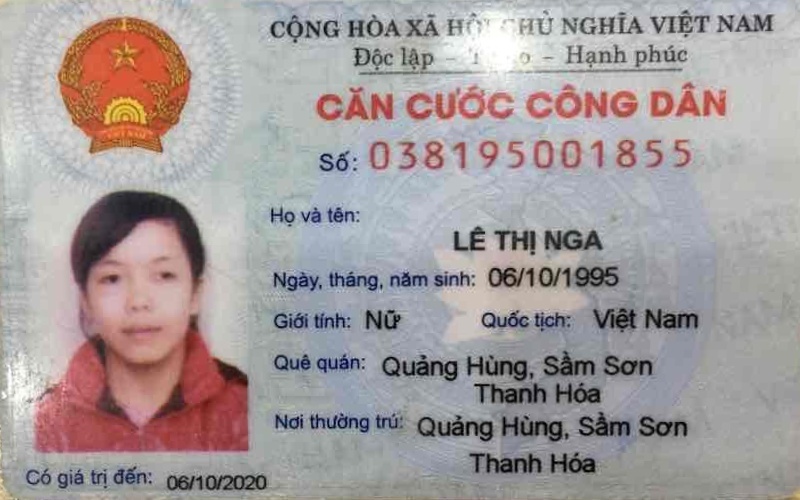 CỘNG HÒA XÃ HỘI CHỦ NGHĨA VIỆT NAM
Độc lập - - Hạnh phúc
CĂN CƯỚC CÔNG DÂN
Số: 038195001855
Họ và tên:
LÊ THỊ NGA
Ngày, tháng, năm sinh: 06/10/1995
Giới tính: Nữ Quốc tịch: Việt Nam
Quê quán: Quảng Hùng, Sầm Sơn
Thanh Hóa
Nơi thường trú: Quảng Hùng, Sầm Sơn
Thanh Hóa
Có giá trị đến: 06/10/2020